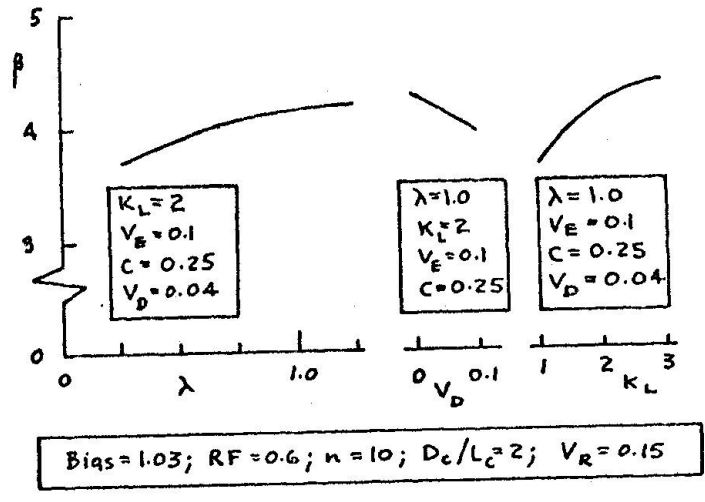 5
β
4
3
0
K_L = 2
V_E = 0.1
C = 0.25
V_D = 0.04
λ = 1.0
K_L = 2
V_E = 0.1
C = 0.25
λ = 1.0
V_E = 0.1
C = 0.25
V_D = 0.04
0 λ 1.0
0 V_D 0.1
1 2 K_L 3
Bias = 1.03; RF = 0.6; n = 10; D_c/L_c = 2; V_R = 0.15